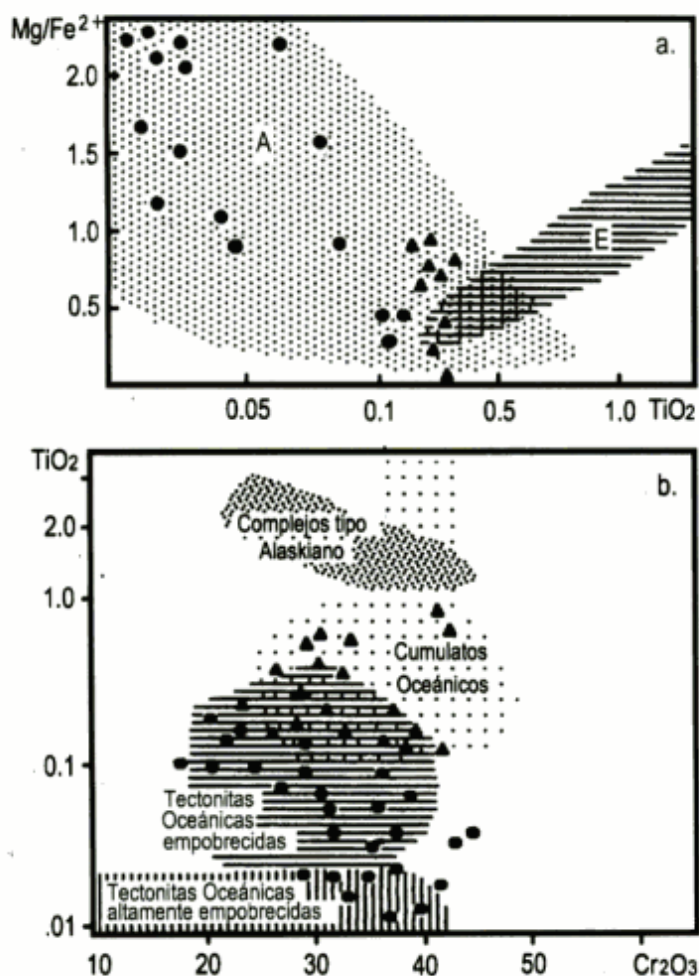 Mg/Fe2+
a.
2.0
A
1.5
1.0
E
0.5
0.05 0.1 0.5 1.0 TiO2
TiO2
b.
2.0
Complejos tipo
Alaskiano
1.0
Cumulatos
Oceánicos
0.1
Tectonitas
Oceánicas
empobrecidas
Tectonitas Oceánicas
altamente empobrecidas
.01
10 20 30 40 50 60 Cr2O3